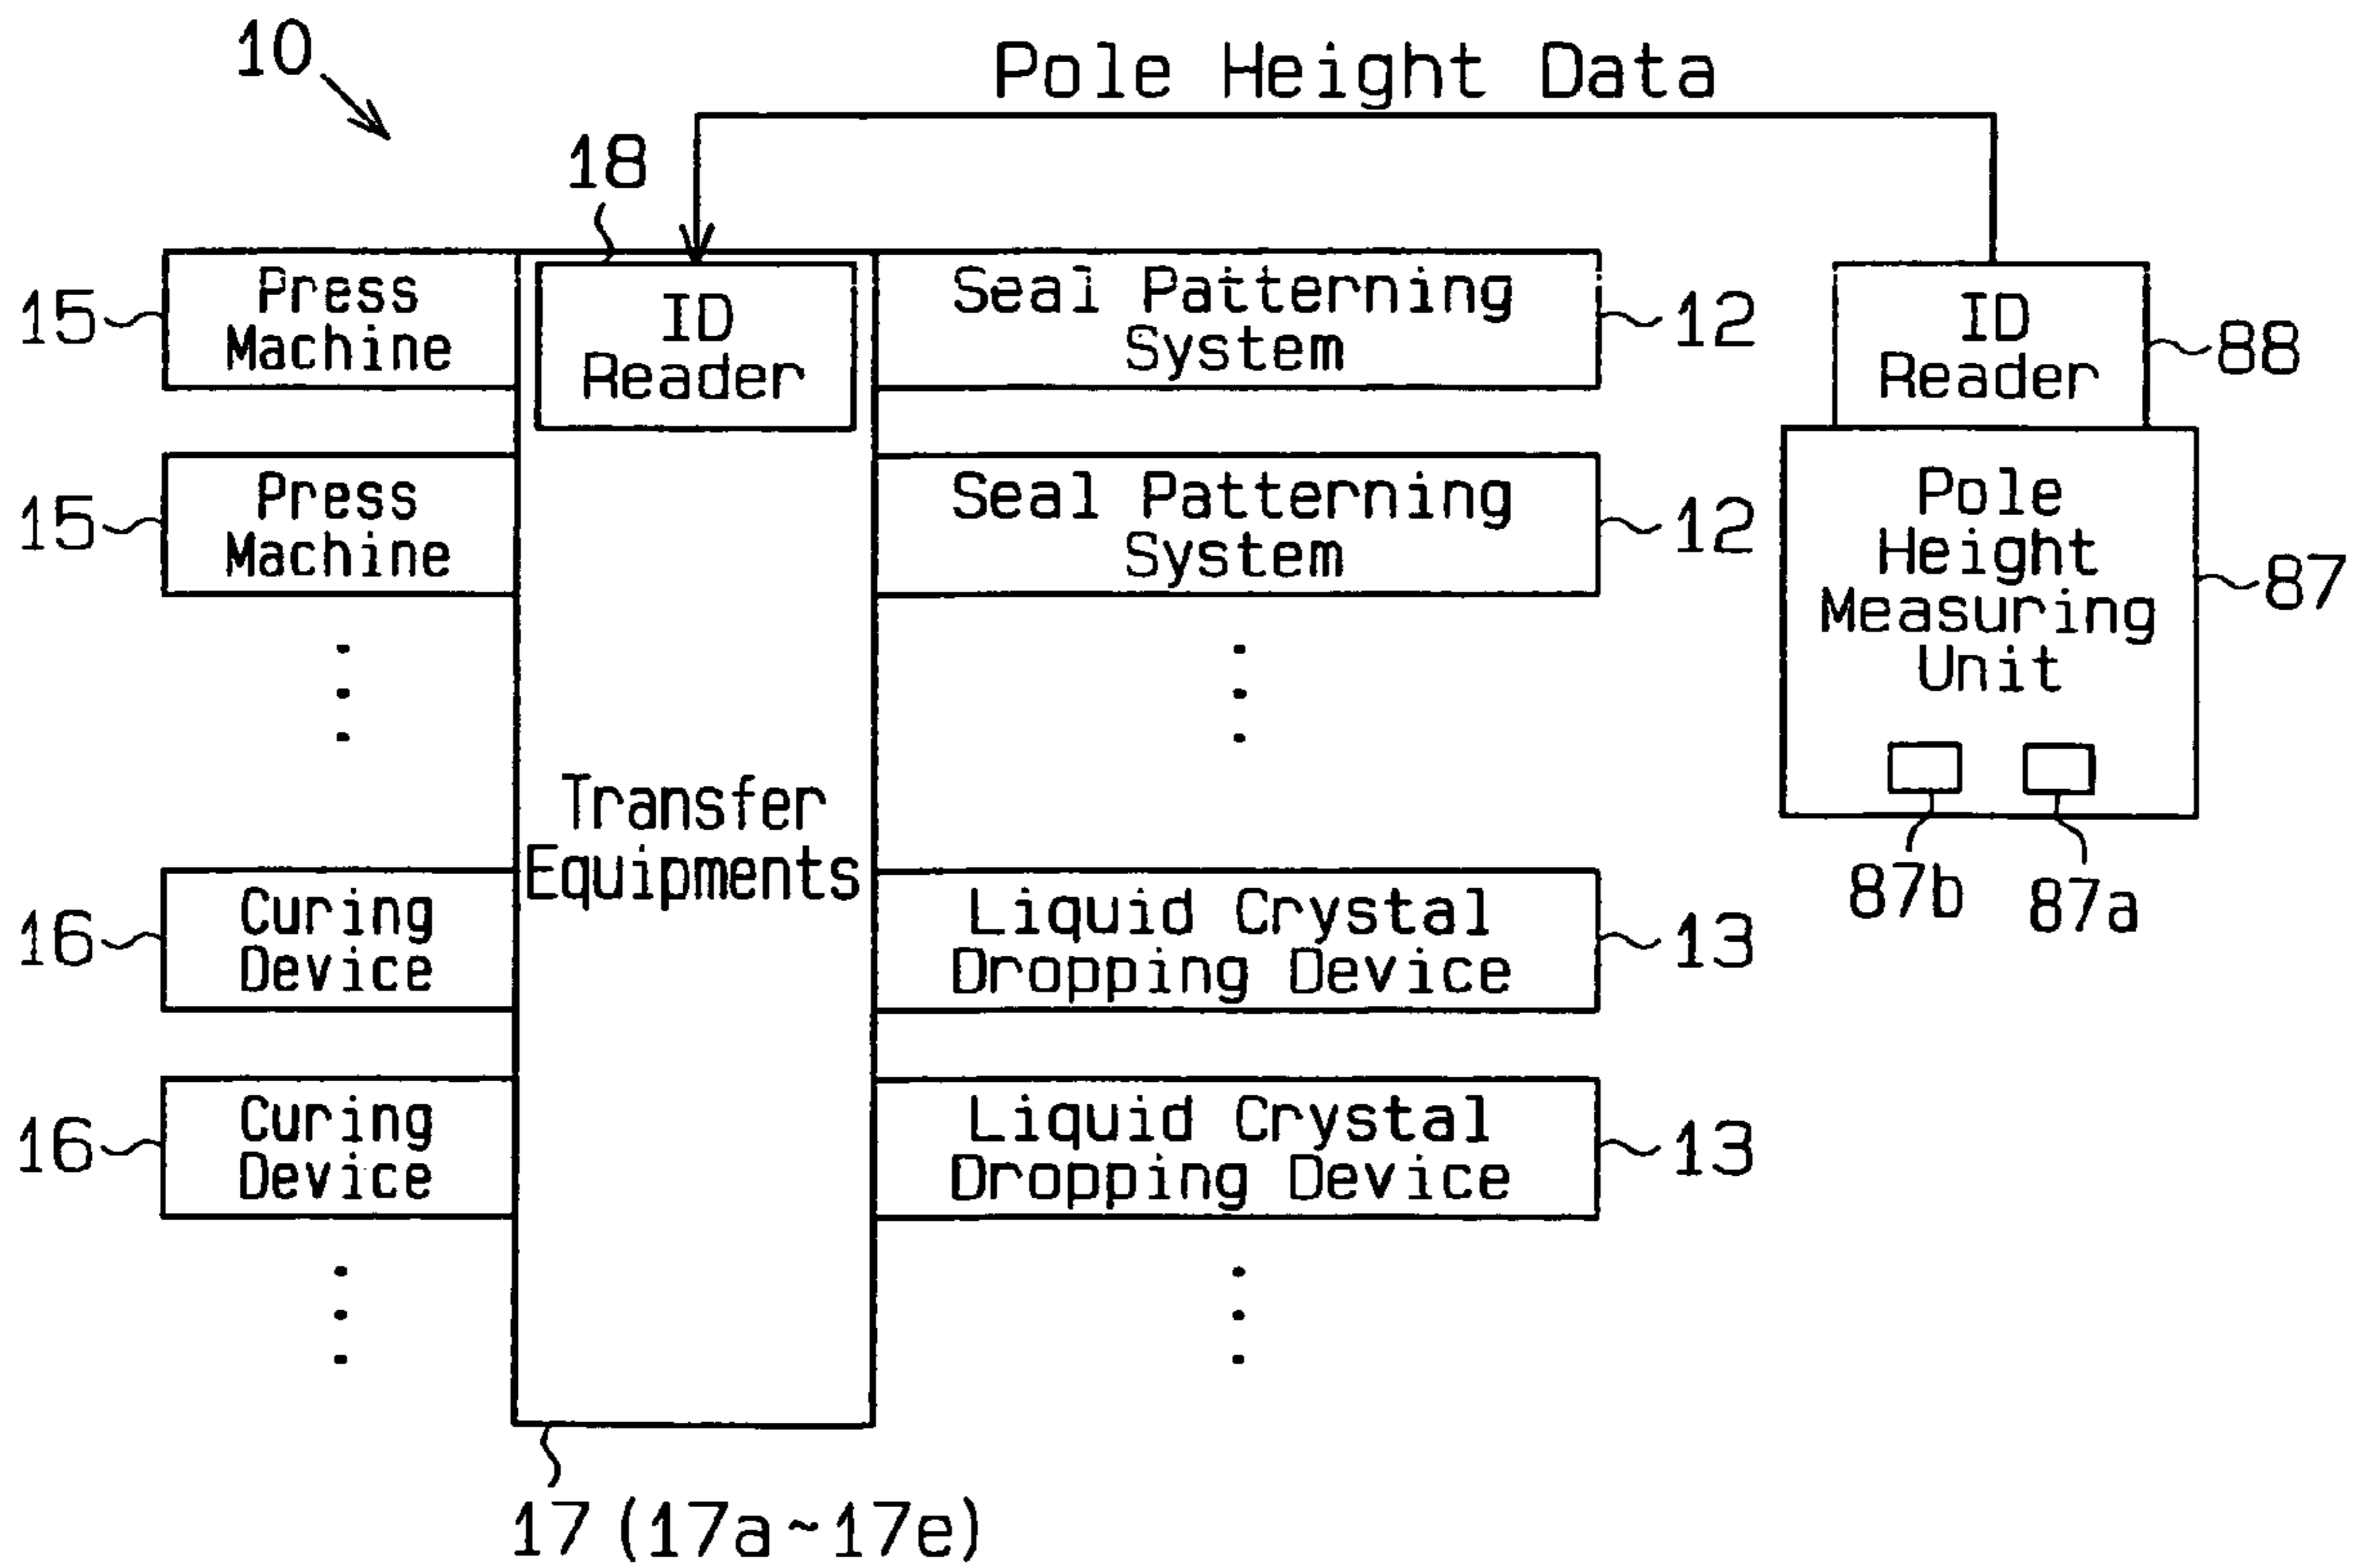 10
Pole Height Data
18
15
Press
Machine
ID
Reader
Seal Patterning
System
12
ID
Reader
88
15
Press
Machine
Seal Patterning
System
12
Pole
Height
Measuring
Unit
87
87b
87a
Transfer
Equipments
16
Curing
Device
Liquid Crystal
Dropping Device
13
16
Curing
Device
Liquid Crystal
Dropping Device
13
17 (17a~17e)